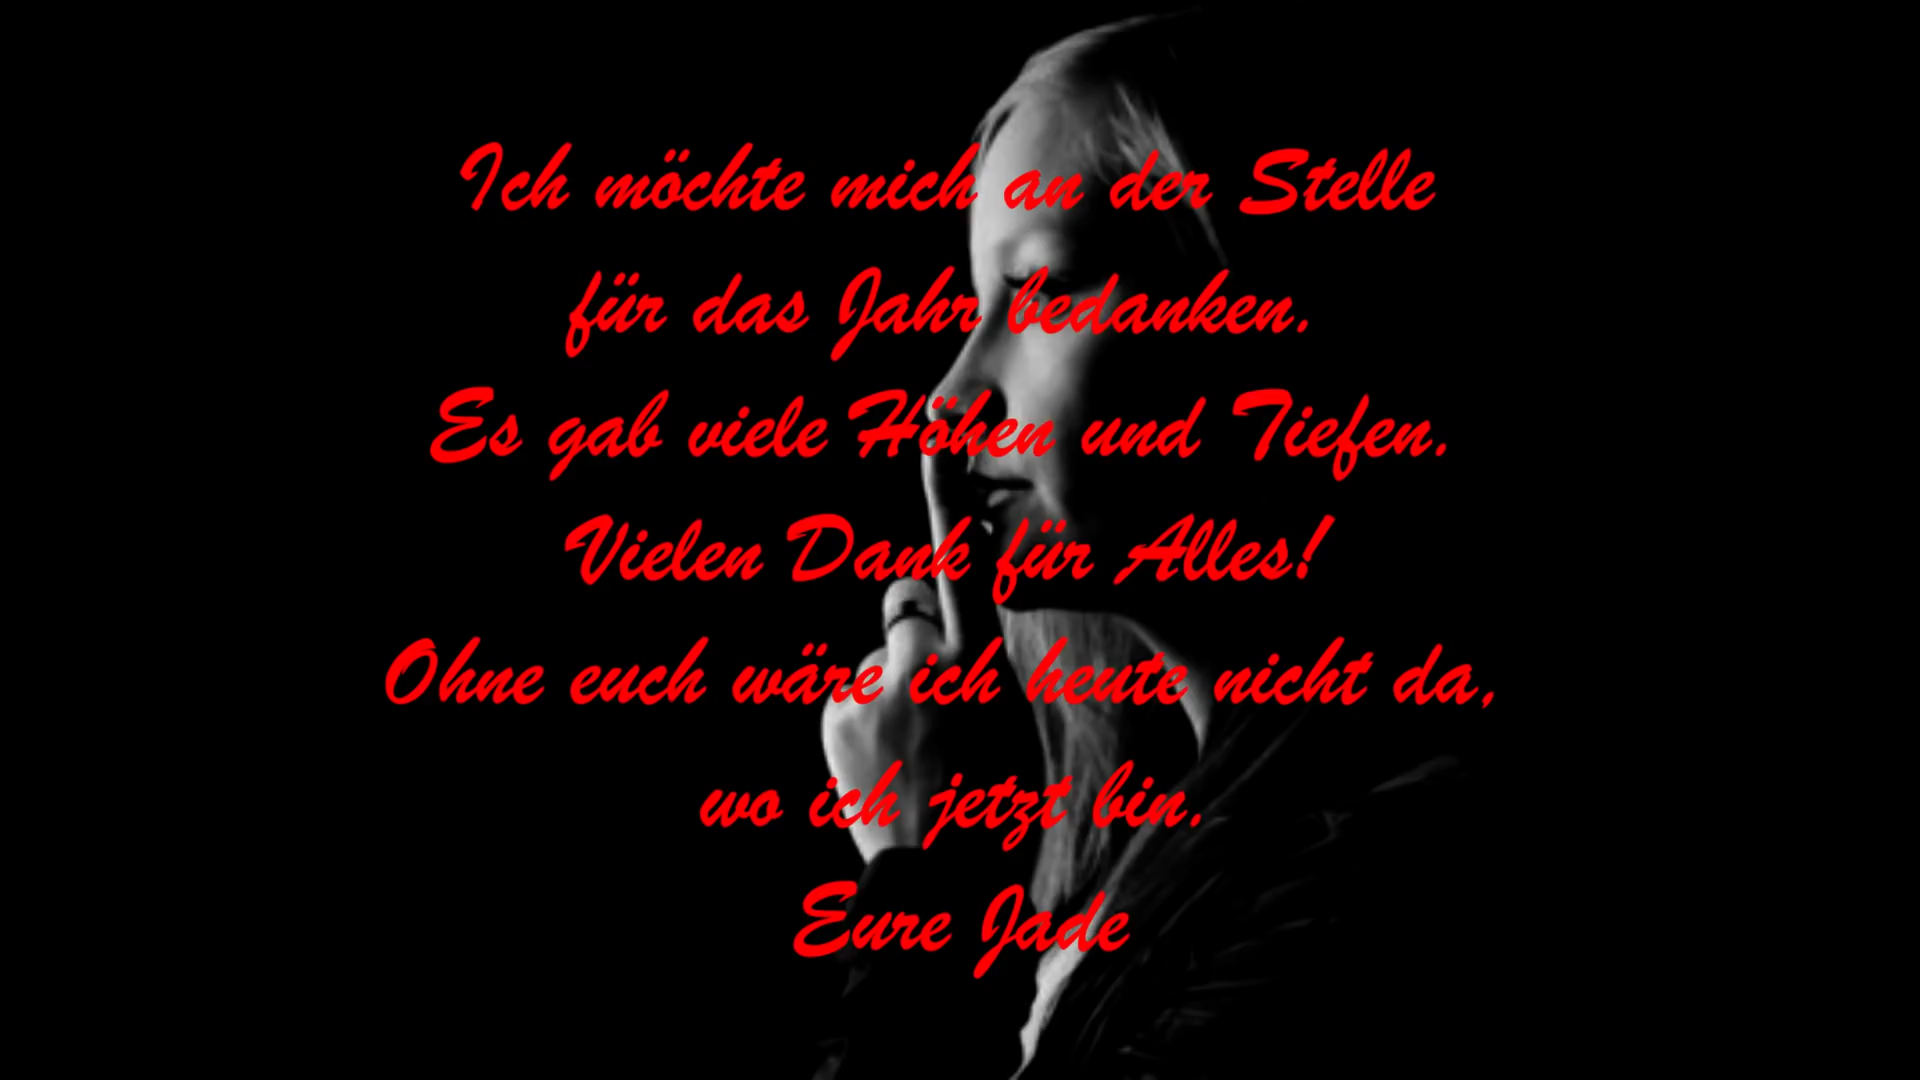 Ich möchte mich an der Stelle
für das Jahr bedanken.
Es gab viele Höhen und Tiefen.
Vielen Dank für Alles!
Ohne euch wäre ich heute nicht da,
wo ich jetzt bin.
Eure Jade